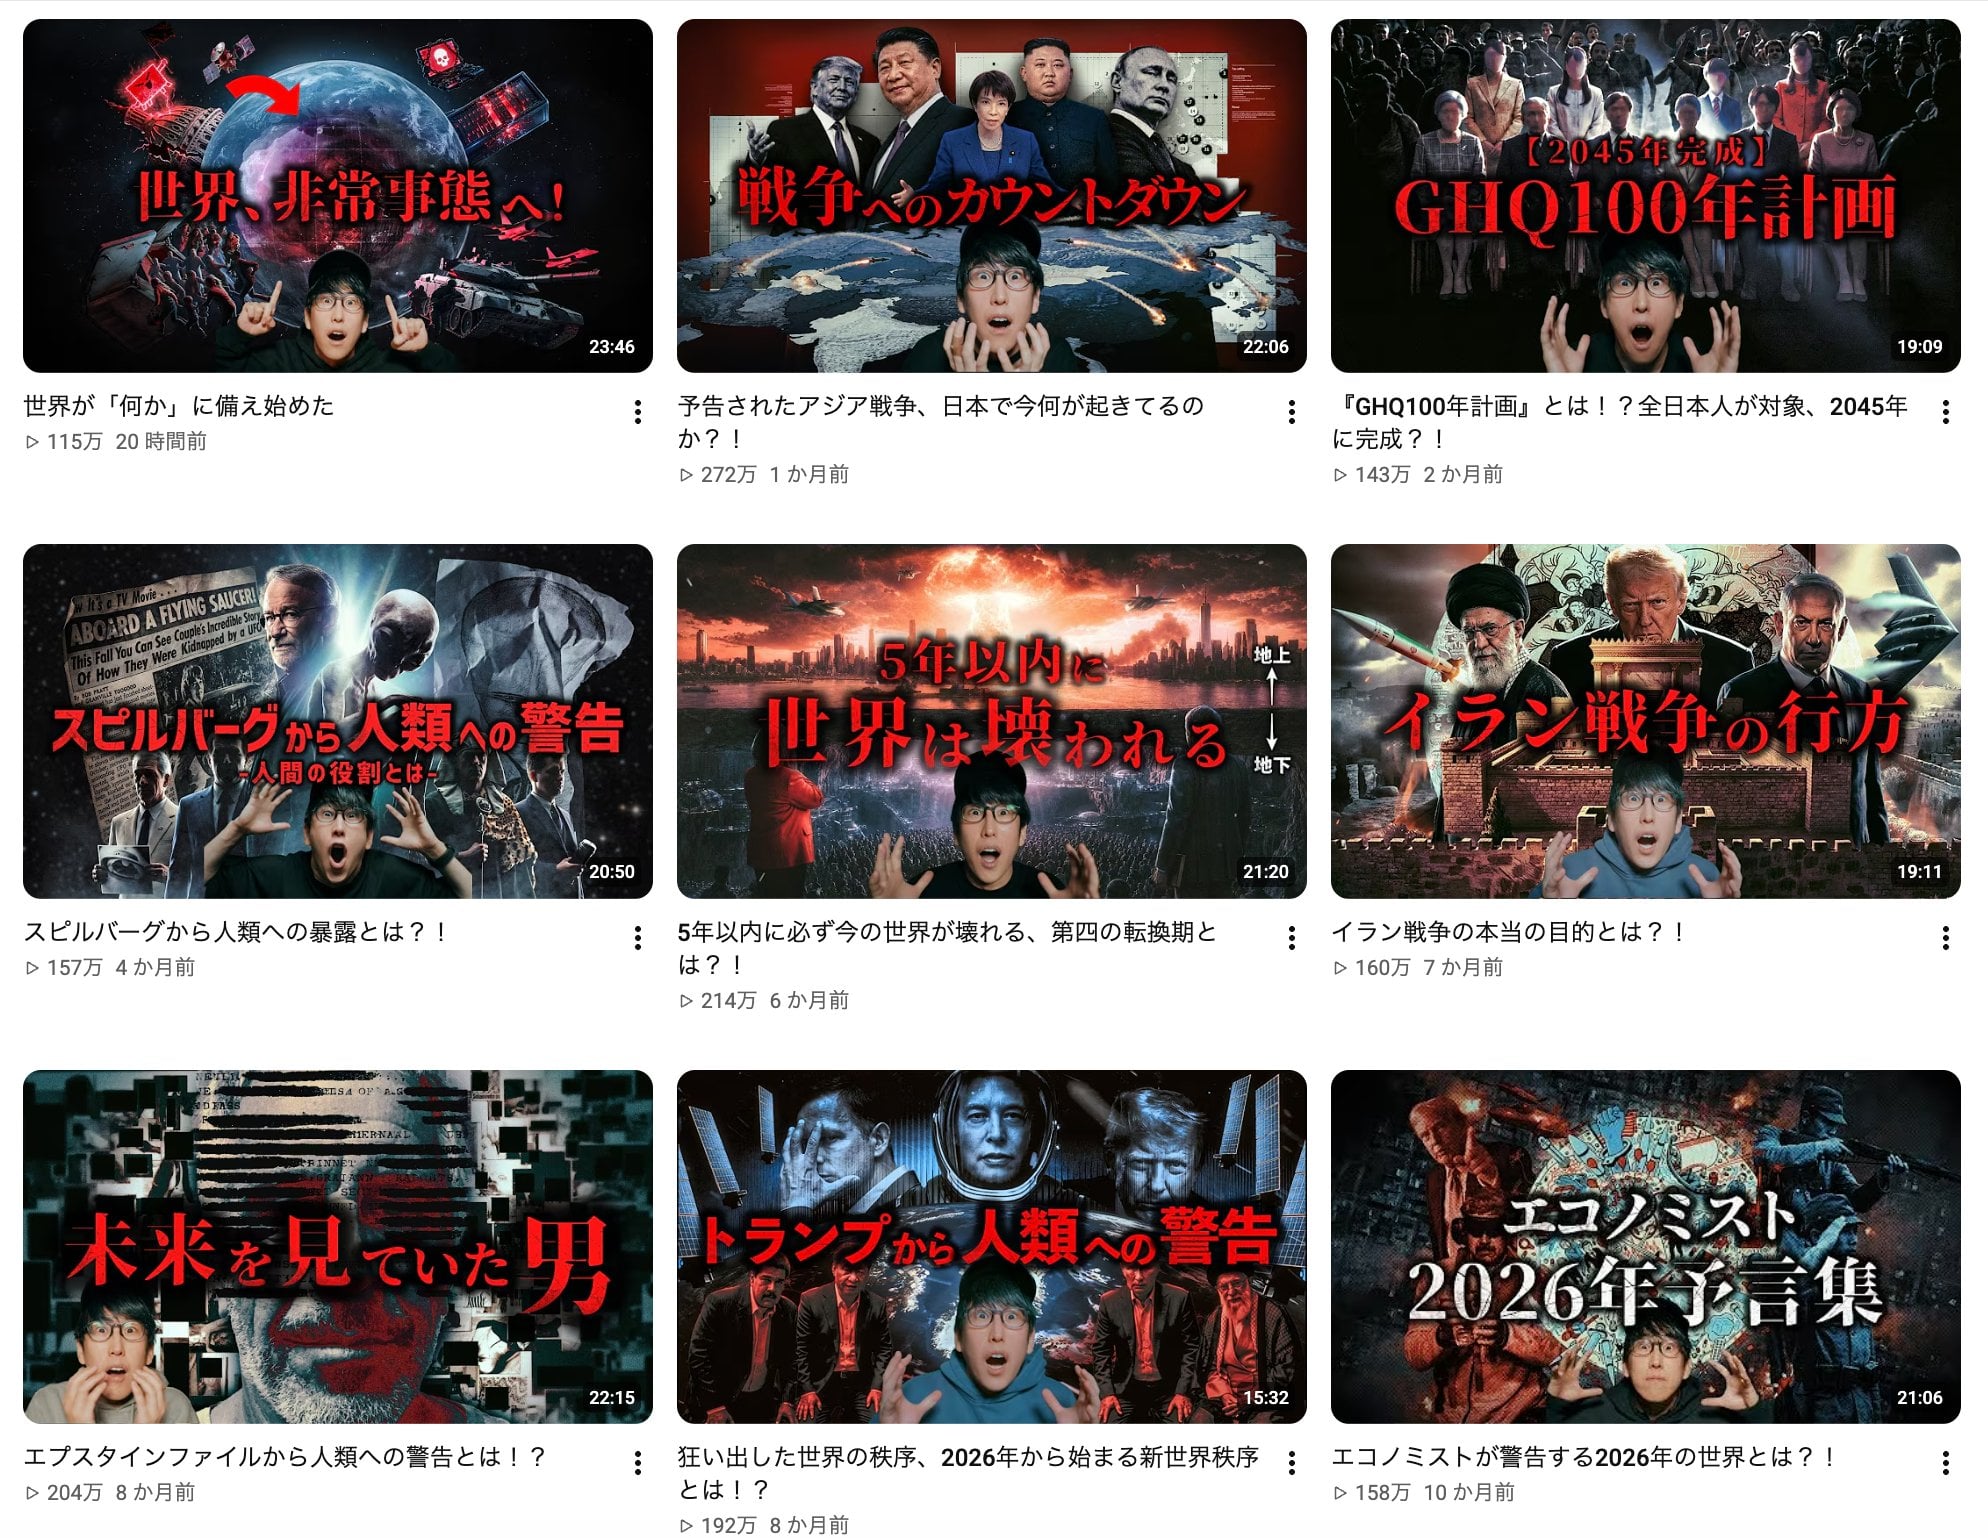 世界、非常事態へ!
23:46
世界が「何か」に備え始めた
115万 20 時間前
戦争へのカウントダウン
22:06
予告されたアジア戦争、日本で今何が起きてるの
か？！
272万 1 か月前
【2045年完成】
GHQ100年計画
19:09
『GHQ100年計画』とは！？全日本人が対象、2045年
に完成？！
143万 2 か月前
It's a TV Movie . . .
ABOARD A FLYING SAUCER!
This Fall You Can See Couple's Incredible Story
Of How They Were Kidnapped by a UFO
スピルバーグから人類への警告
-人間の役割とは-
20:50
スピルバーグから人類への暴露とは？！
157万 4 か月前
5年以内に
世界は壊われる
地上
地下
21:20
5年以内に必ず今の世界が壊れる、第四の転換期と
は？！
214万 6 か月前
イラン戦争の行方
19:11
イラン戦争の本当の目的とは？！
160万 7 か月前
未来を見ていた男
22:15
エプスタインファイルから人類への警告とは！？
204万 8 か月前
トランプから人類への警告
15:32
狂い出した世界の秩序、2026年から始まる新世界秩序
とは！？
192万 8 か月前
エコノミスト
2026年予言集
21:06
エコノミストが警告する2026年の世界とは？！
158万 10 か月前